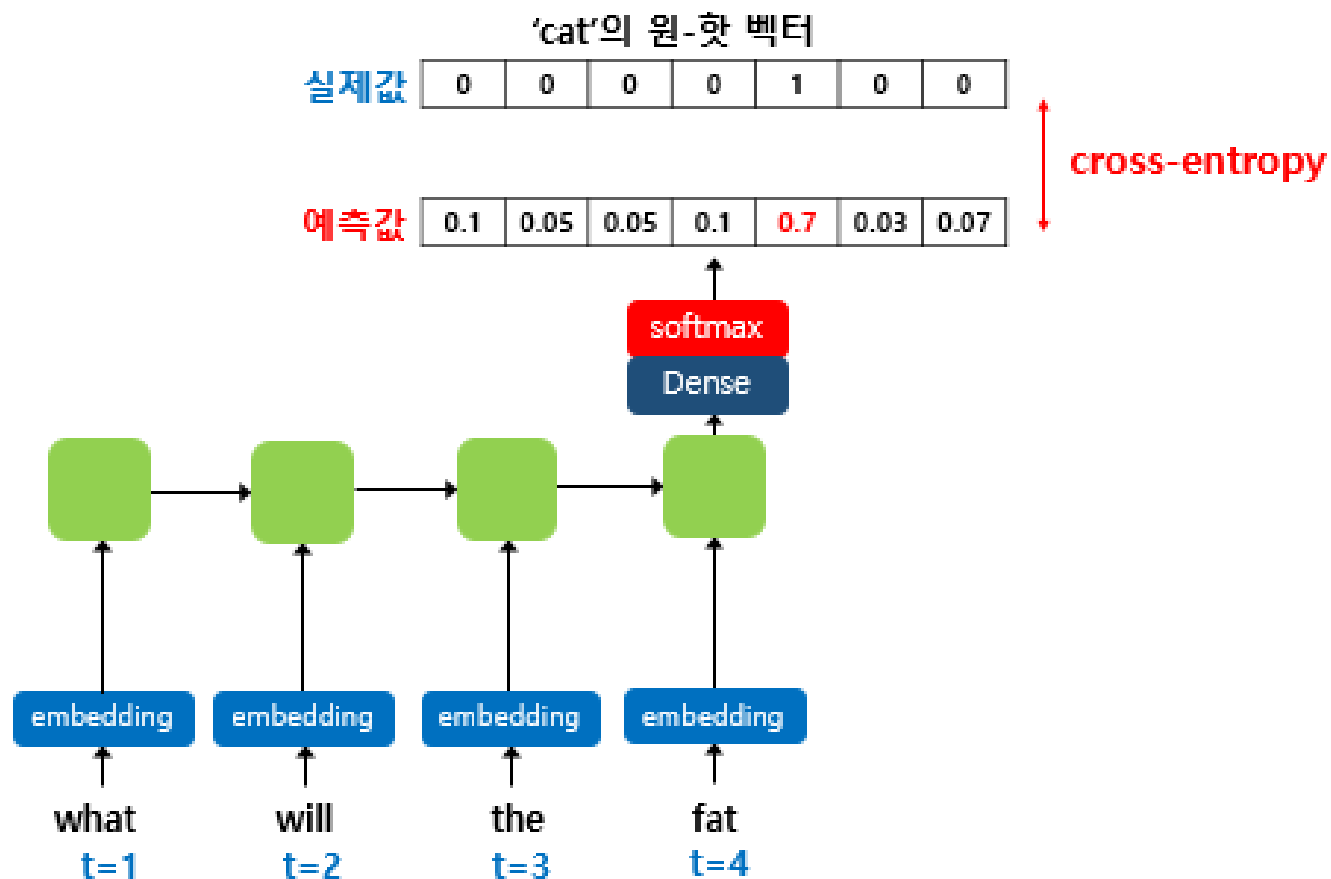 ‘cat’의 원-핫 벡터
실제값 0 0 0 0 1 0 0
cross-entropy
예측값 0.1 0.05 0.05 0.1 0.7 0.03 0.07
softmax
Dense
embedding embedding embedding embedding
what will the fat
t=1 t=2 t=3 t=4